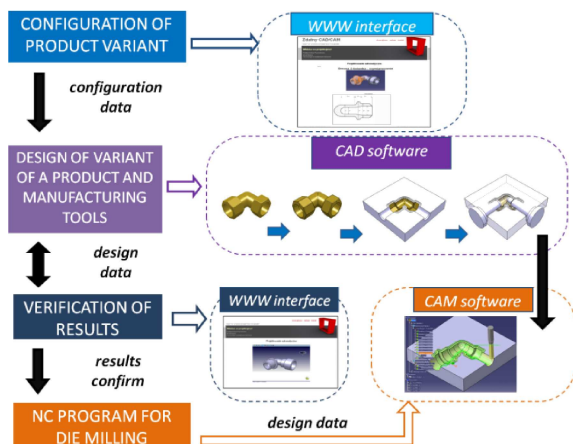 CONFIGURATION OF
PRODUCT VARIANT
WWW interface
configuration
data
DESIGN OF VARIANT
OF A PRODUCT AND
MANUFACTURING
TOOLS
CAD software
design
data
VERIFICATION OF
RESULTS
WWW interface
CAM software
results
confirm
NC PROGRAM FOR
DIE MILLING
design data